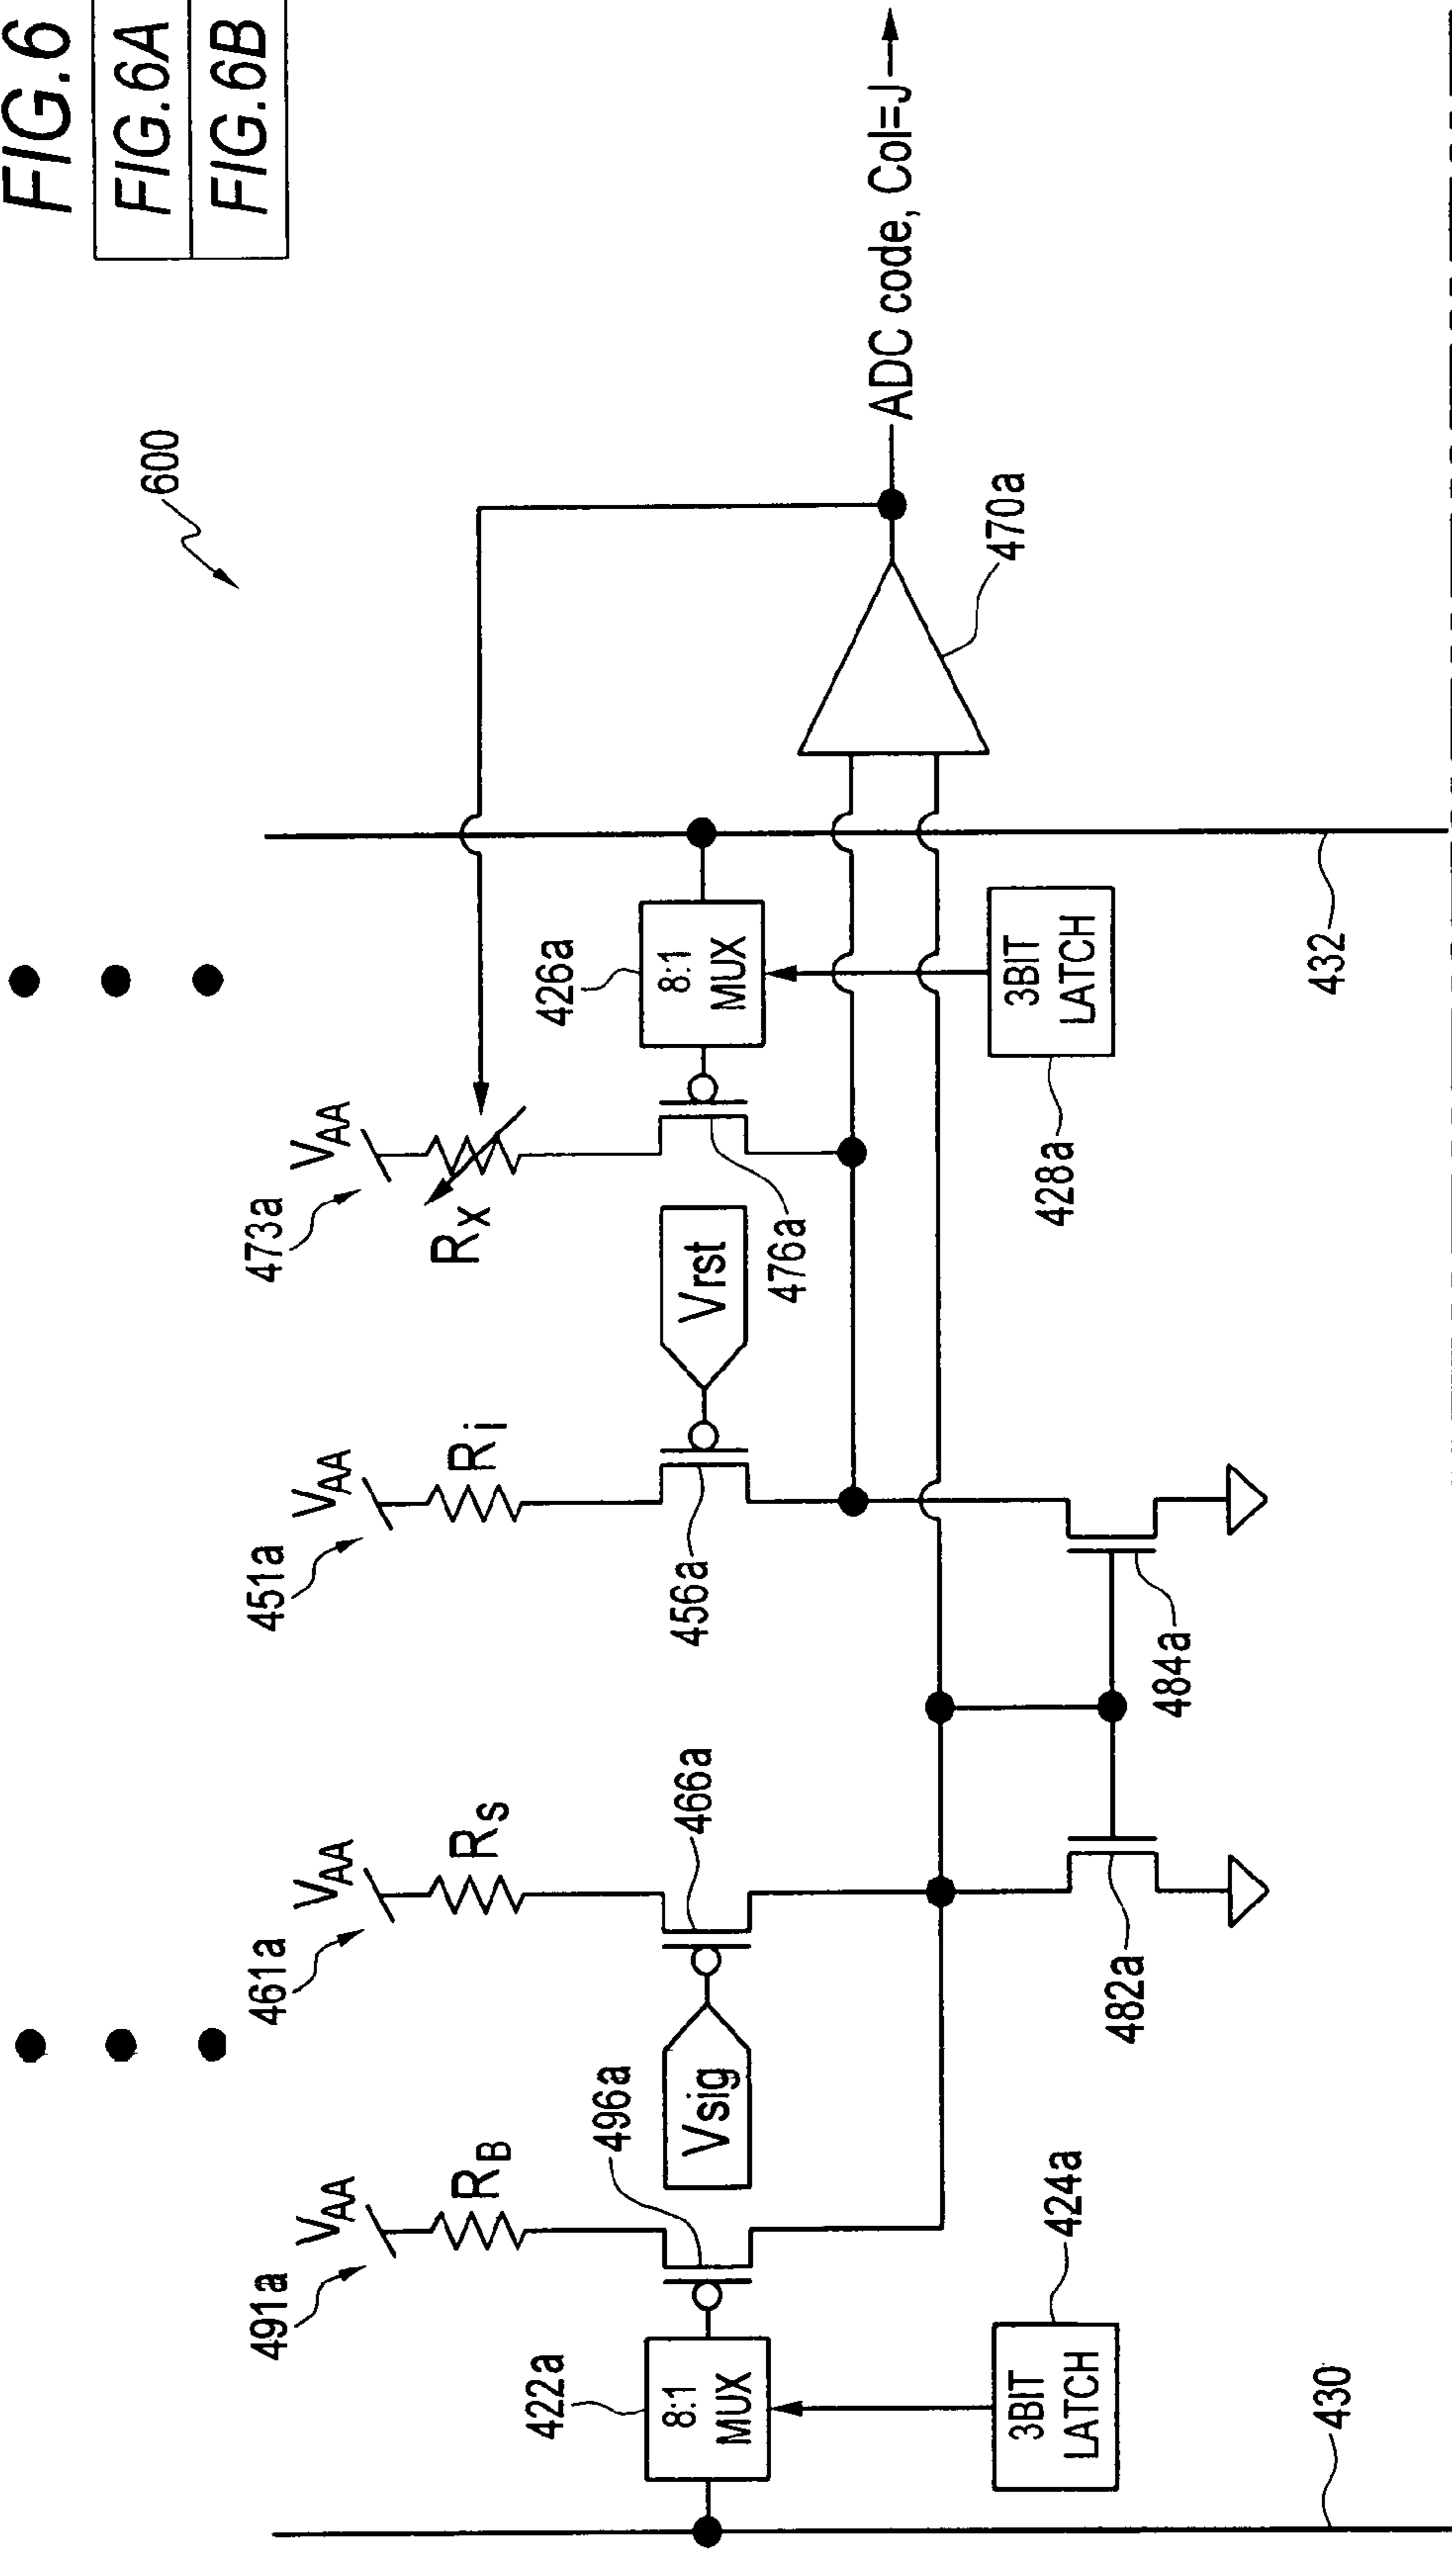 FIG.6
FIG.6A
FIG.6B
600
491a
VAA
RB
461a
VAA
RS
451a
VAA
Ri
473a
VAA
RX
422a
8:1
MUX
496a
Vsig
466a
456a
Vrst
476a
426a
8:1
MUX
ADC code, Col=J
470a
3BIT
LATCH
424a
482a
484a
428a
3BIT
LATCH
430
432